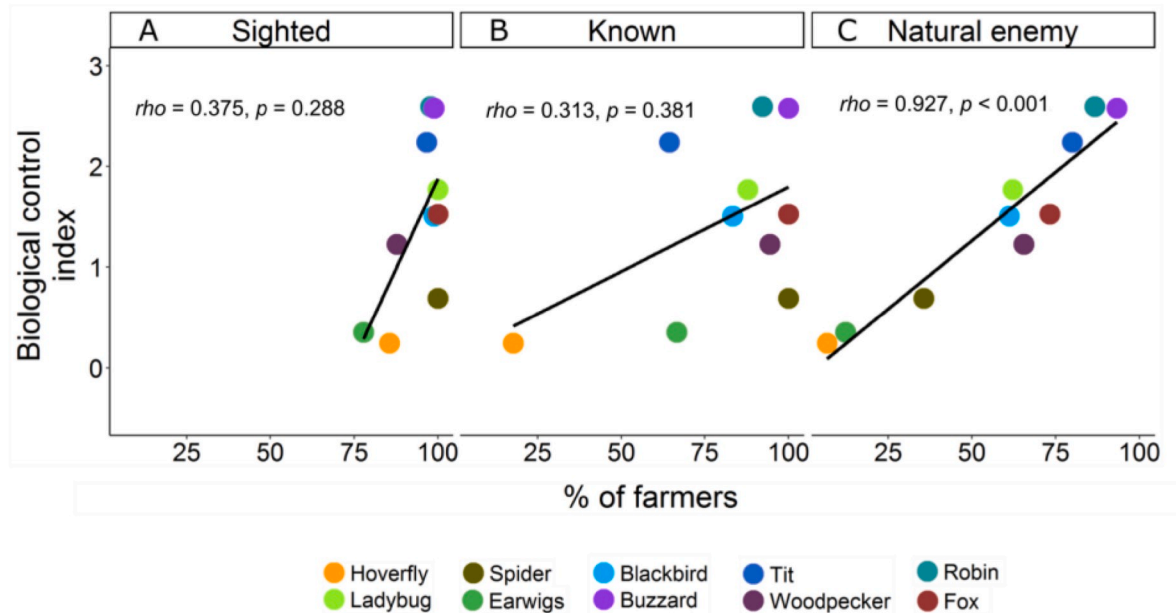 A Sighted
B Known
C Natural enemy
3
rho = 0.375, p = 0.288
rho = 0.313, p = 0.381
rho = 0.927, p < 0.001
2
1
0
Biological control
index
25 50 75 100
25 50 75 100
25 50 75 100
% of farmers
Hoverfly Spider Blackbird Tit Robin
Ladybug Earwigs Buzzard Woodpecker Fox